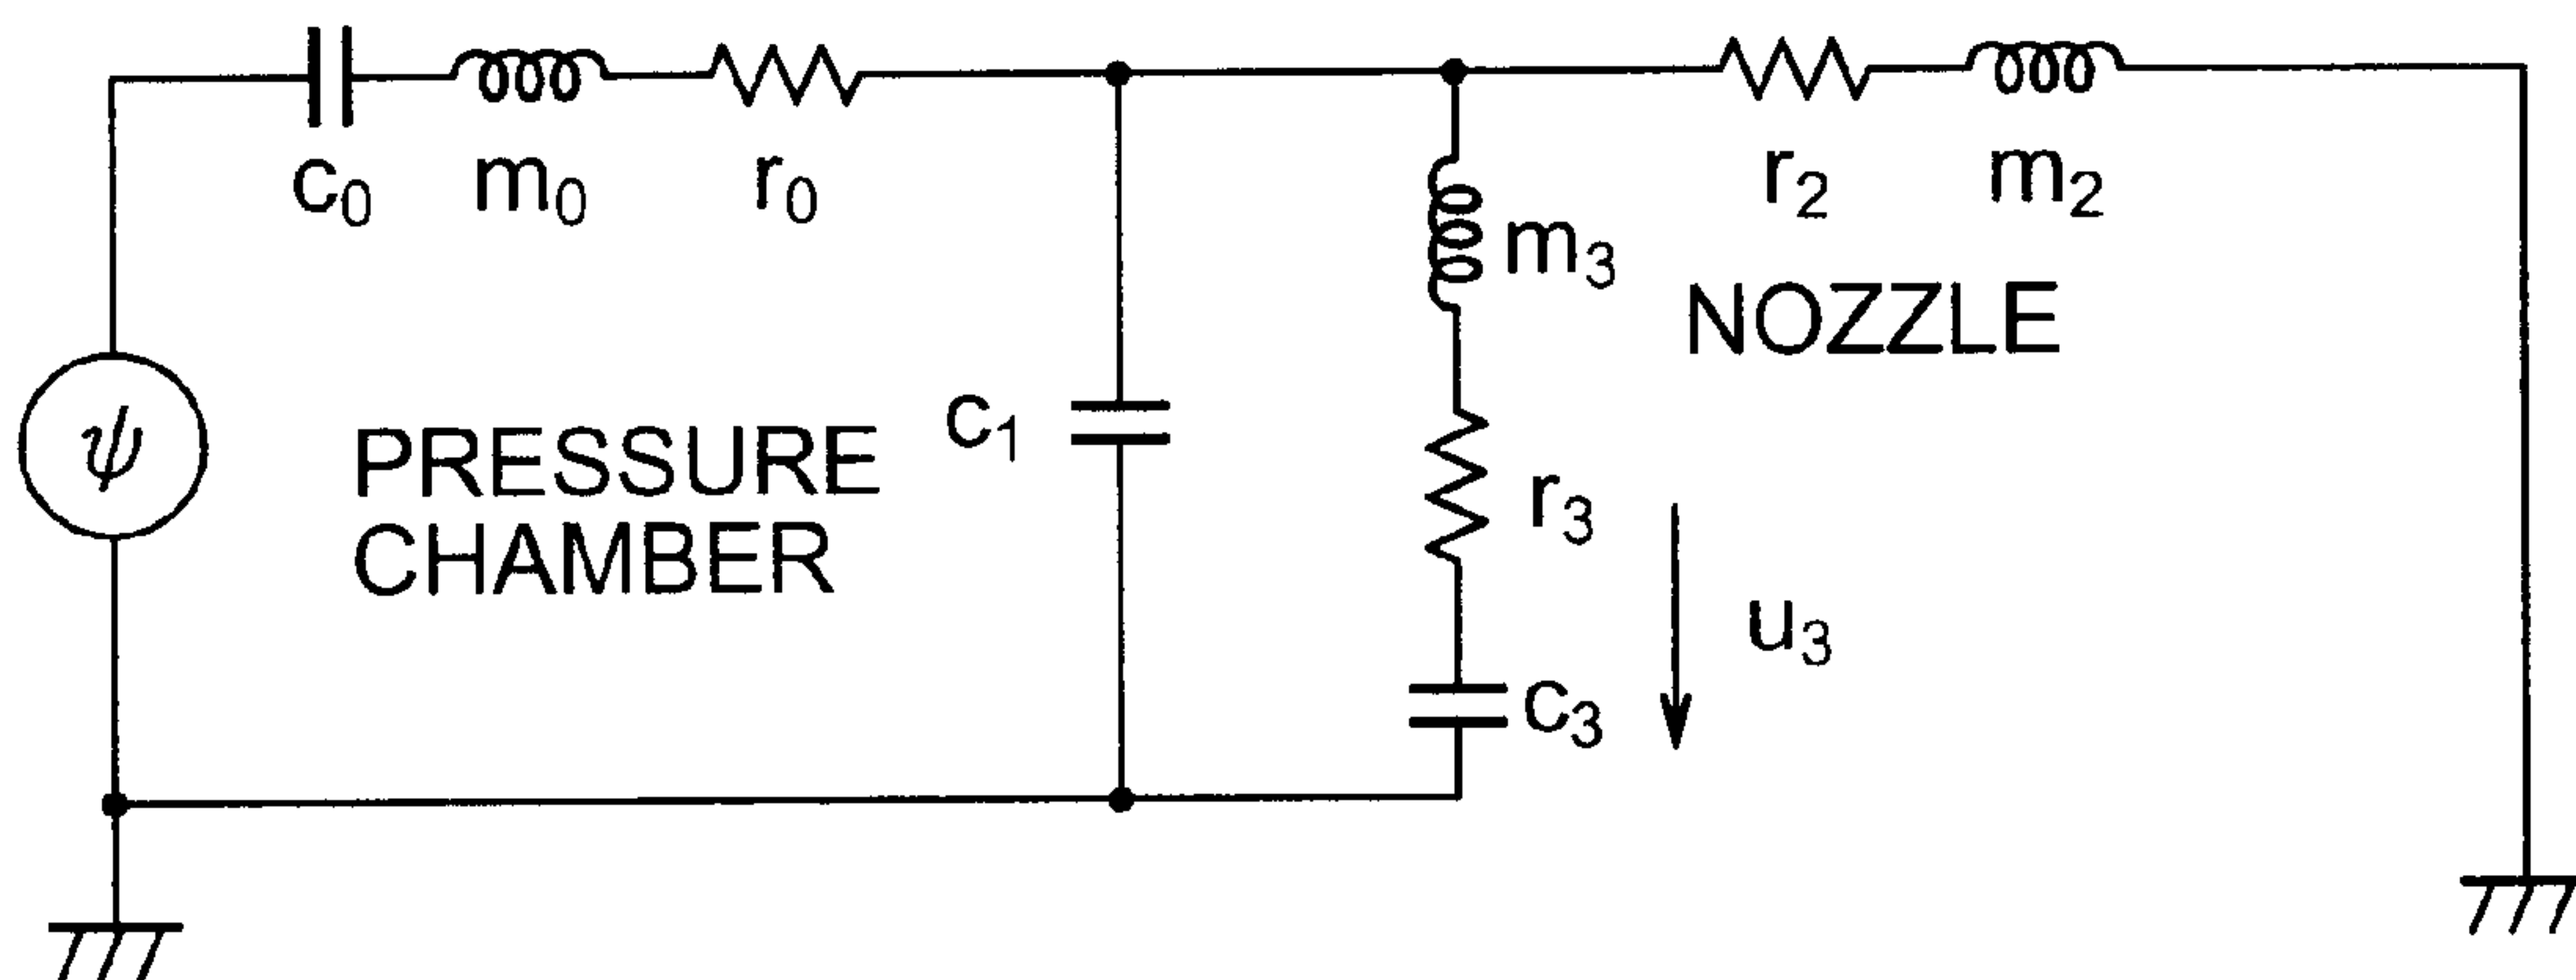 c₀ m₀ r₀ r₂ m₂
m₃
NOZZLE
ψ
PRESSURE
CHAMBER
c₁
r₃
u₃
c₃